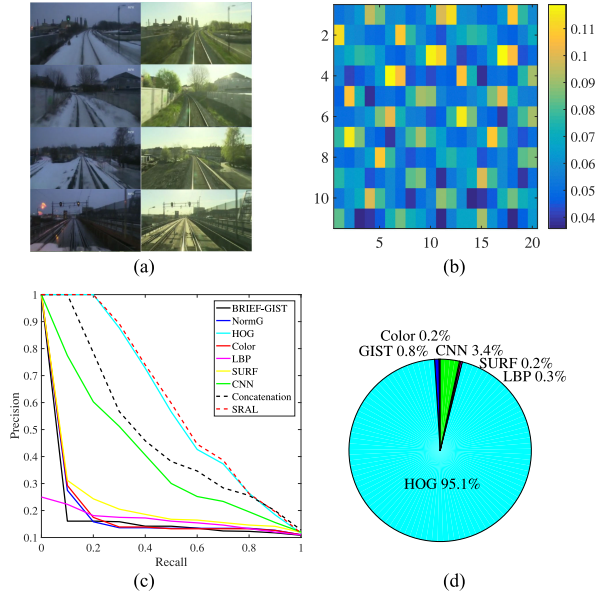 (a)
2
4
6
8
10
5
10
15
20
0.11
0.1
0.09
0.08
0.07
0.06
0.05
0.04
(b)
Precision
1
0.9
0.8
0.7
0.6
0.5
0.4
0.3
0.2
0.1
0
0.2
0.4
0.6
0.8
1
Recall
BRIEF-GIST
NormG
HOG
Color
LBP
SURF
CNN
Concatenation
SRAL
(c)
Color 0.2%
GIST 0.8%
CNN 3.4%
SURF 0.2%
LBP 0.3%
HOG 95.1%
(d)